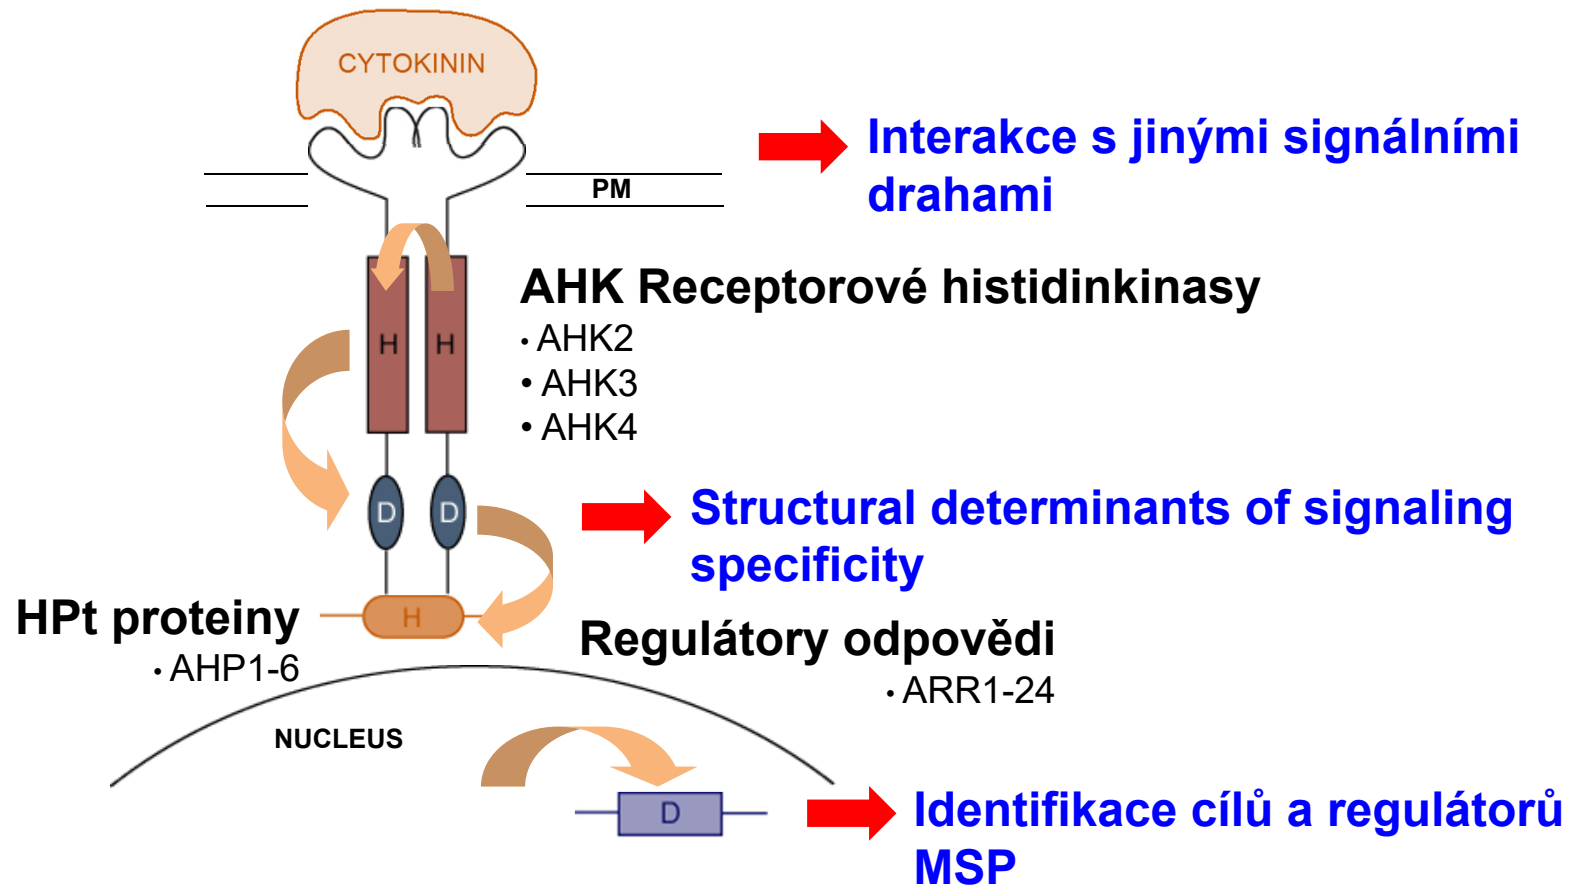 CYTOKININ
Interakce s jinými signálními
drahami
PM
AHK Receptorové histidinkinasy
• AHK2
• AHK3
• AHK4
H
H
D
D
Structural determinants of signaling
specificity
HPt proteiny
• AHP1-6
H
Regulátory odpovědi
• ARR1-24
NUCLEUS
D
Identifikace cílů a regulátorů
MSP